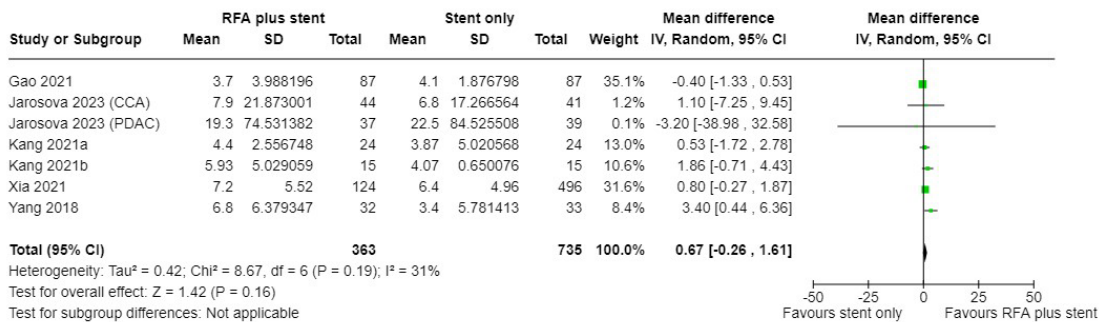 RFA plus stent Stent only Mean difference Mean difference
Study or Subgroup Mean SD Total Mean SD Total Weight IV, Random, 95% CI IV, Random, 95% CI
Gao 2021 3.7 3.988196 87 4.1 1.876798 87 35.1% -0.40 [-1.33 , 0.53]
Jarosova 2023 (CCA) 7.9 21.873001 44 6.8 17.266564 41 1.2% 1.10 [-7.25 , 9.45]
Jarosova 2023 (PDAC) 19.3 74.531382 37 22.5 84.525508 39 0.1% -3.20 [-38.98 , 32.58]
Kang 2021a 4.4 2.556748 24 3.87 5.020568 24 13.0% 0.53 [-1.72 , 2.78]
Kang 2021b 5.93 5.029059 15 4.07 0.650076 15 10.6% 1.86 [-0.71 , 4.43]
Xia 2021 7.2 5.52 124 6.4 4.96 496 31.6% 0.80 [-0.27 , 1.87]
Yang 2018 6.8 6.379347 32 3.4 5.781413 33 8.4% 3.40 [0.44 , 6.36]
Total (95% CI) 363 735 100.0% 0.67 [-0.26 , 1.61]
Heterogeneity: Tau² = 0.42; Chi² = 8.67, df = 6 (P = 0.19); I² = 31%
Test for overall effect: Z = 1.42 (P = 0.16)
Test for subgroup differences: Not applicable
-50 -25 0 25 50
Favours stent only Favours RFA plus stent